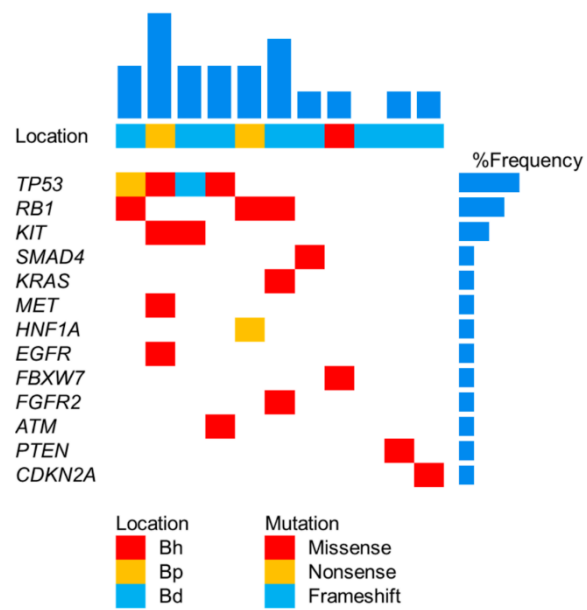 Location
%Frequency
TP53
RB1
KIT
SMAD4
KRAS
MET
HNF1A
EGFR
FBXW7
FGFR2
ATM
PTEN
CDKN2A
Location Mutation
Bh Missense
Bp Nonsense
Bd Frameshift